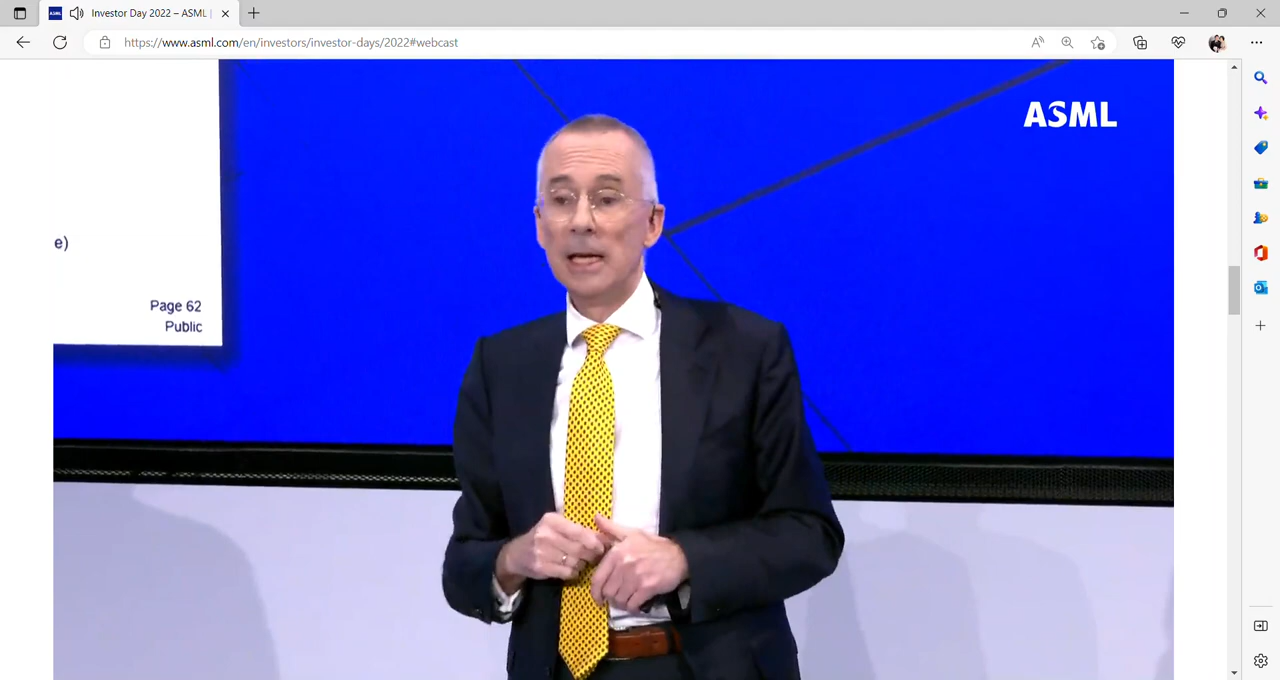 Investor Day 2022 – ASML |
https://www.asml.com/en/investors/investor-days/2022#webcast
ASML
e)
Page 62
Public